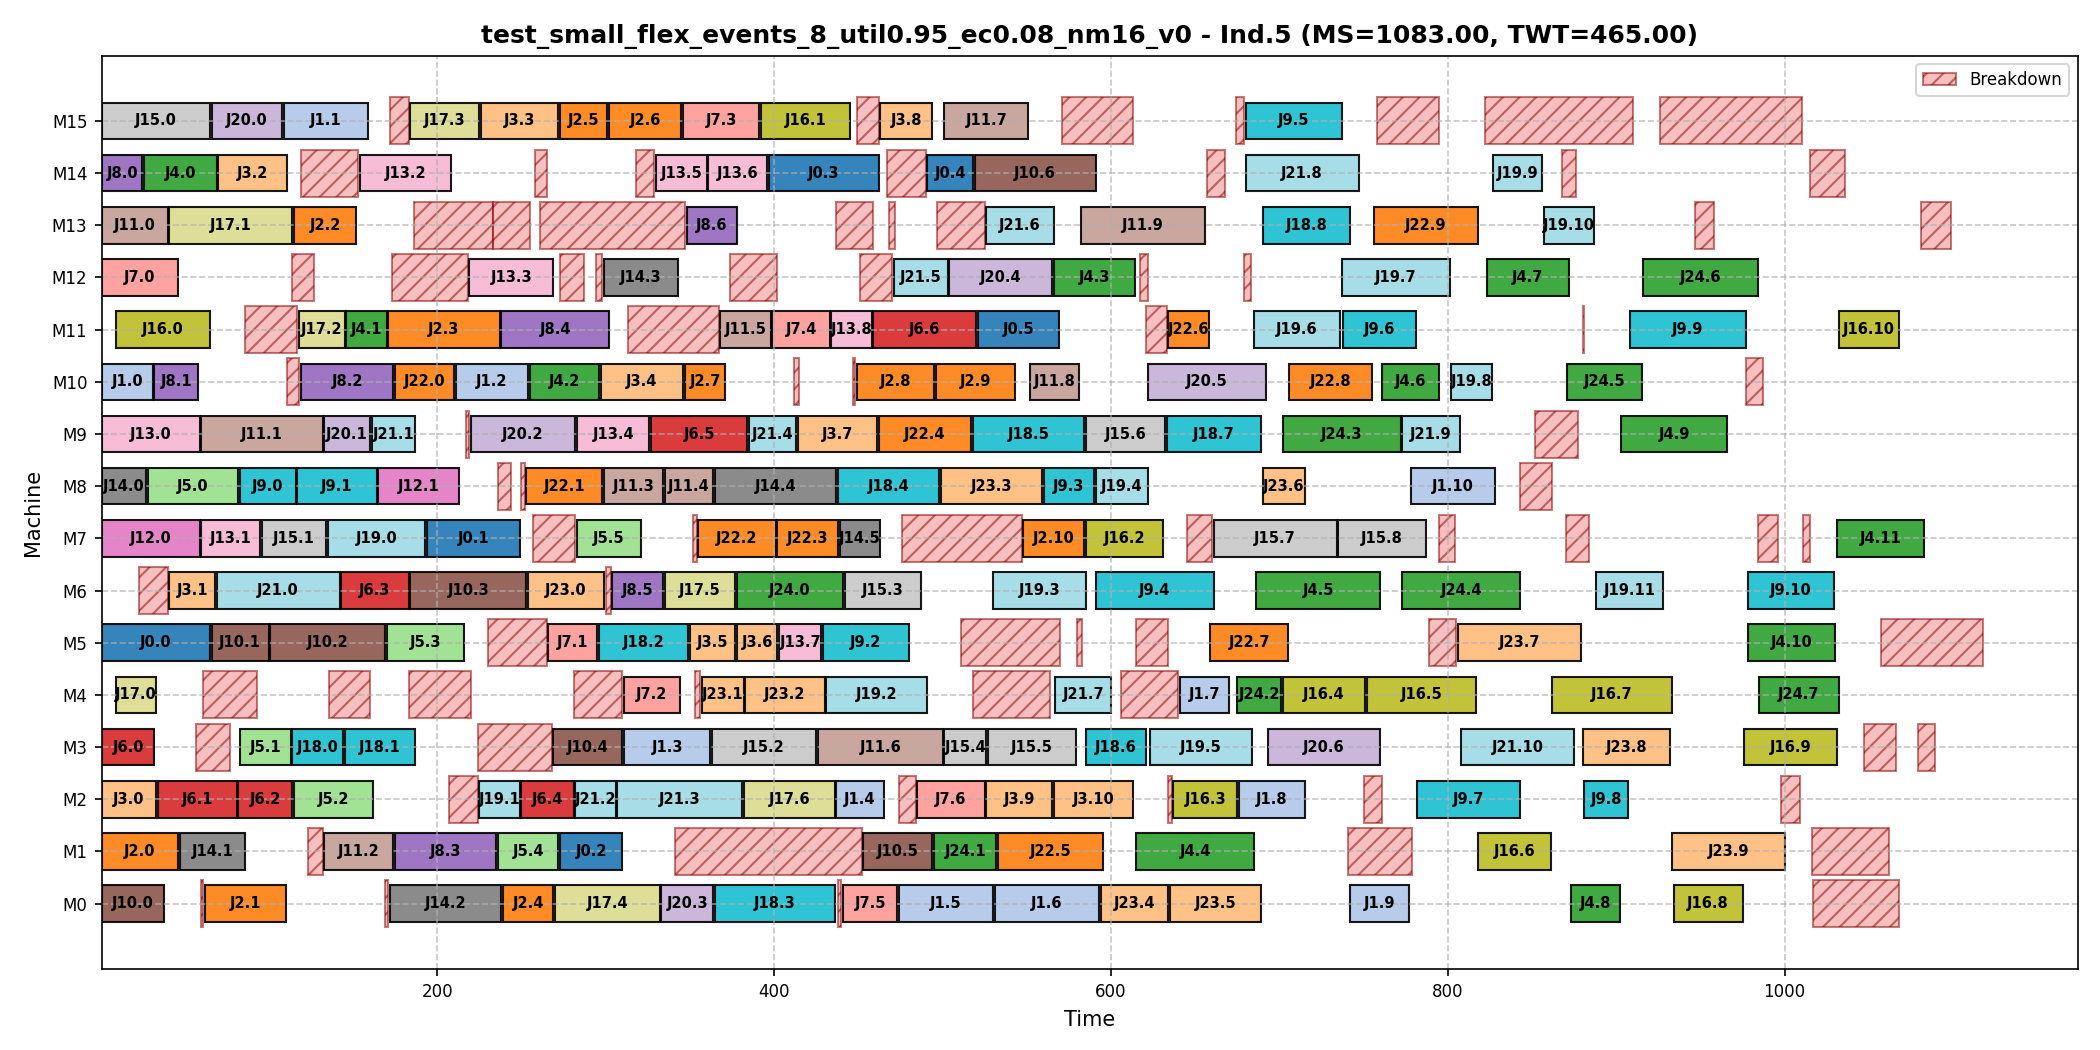 test_small_flex_events_8_util0.95_ec0.08_nm16_v0 - Ind.5 (MS=1083.00, TWT=465.00)
Breakdown
M15 J15.0 J20.0 J1.1 J17.3 J3.3 J2.5 J2.6 J7.3 J16.1 J3.8 J11.7 J9.5
M14 J8.0 J4.0 J3.2 J13.2 J13.5 J13.6 J0.3 J0.4 J10.6 J21.8 J19.9
M13 J11.0 J17.1 J2.2 J8.6 J21.6 J11.9 J18.8 J22.9 J19.10
M12 J7.0 J13.3 J14.3 J21.5 J20.4 J4.3 J19.7 J4.7 J24.6
M11 J16.0 J17.2 J4.1 J2.3 J8.4 J11.5 J7.4 J13.8 J6.6 J0.5 J22.6 J19.6 J9.6 J9.9 J16.10
M10 J1.0 J8.1 J8.2 J22.0 J1.2 J4.2 J3.4 J2.7 J2.8 J2.9 J11.8 J20.5 J22.8 J4.6 J19.8 J24.5
M9 J13.0 J11.1 J20.1 J21.1 J20.2 J13.4 J6.5 J21.4 J3.7 J22.4 J18.5 J15.6 J18.7 J24.3 J21.9 J4.9
M8 J14.0 J5.0 J9.0 J9.1 J12.1 J22.1 J11.3 J11.4 J14.4 J18.4 J23.3 J9.3 J19.4 J23.6 J1.10
M7 J12.0 J13.1 J15.1 J19.0 J0.1 J5.5 J22.2 J22.3 J14.5 J2.10 J16.2 J15.7 J15.8 J4.11
M6 J3.1 J21.0 J6.3 J10.3 J23.0 J8.5 J17.5 J24.0 J15.3 J19.3 J9.4 J4.5 J24.4 J19.11 J9.10
M5 J0.0 J10.1 J10.2 J5.3 J7.1 J18.2 J3.5 J3.6 J13.7 J9.2 J22.7 J23.7 J4.10
M4 J17.0 J7.2 J23.1 J23.2 J19.2 J21.7 J1.7 J24.2 J16.4 J16.5 J16.7 J24.7
M3 J6.0 J5.1 J18.0 J18.1 J10.4 J1.3 J15.2 J11.6 J15.4 J15.5 J18.6 J19.5 J20.6 J21.10 J23.8 J16.9
M2 J3.0 J6.1 J6.2 J5.2 J19.1 J6.4 J21.2 J21.3 J17.6 J1.4 J7.6 J3.9 J3.10 J16.3 J1.8 J9.7 J9.8
M1 J2.0 J14.1 J11.2 J8.3 J5.4 J0.2 J10.5 J24.1 J22.5 J4.4 J16.6 J23.9
M0 J10.0 J2.1 J14.2 J2.4 J17.4 J20.3 J18.3 J7.5 J1.5 J1.6 J23.4 J23.5 J1.9 J4.8 J16.8
Machine
200 400 600 800 1000
Time